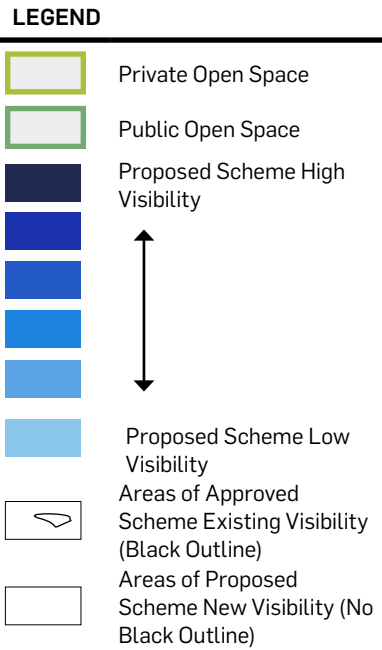 LEGEND
Private Open Space
Public Open Space
Proposed Scheme High
Visibility
Proposed Scheme Low
Visibility
Areas of Approved
Scheme Existing Visibility
(Black Outline)
Areas of Proposed
Scheme New Visibility (No
Black Outline)